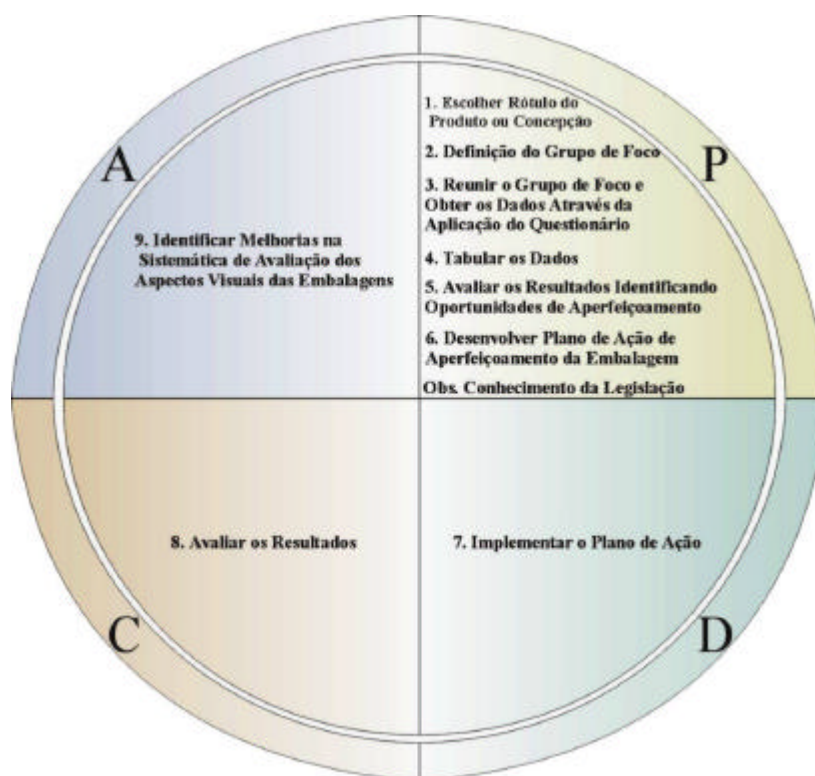 A
P
1. Escolher Rótulo do
Produto ou Concepção
2. Definição do Grupo de Foco
3. Reunir o Grupo de Foco e
Obter os Dados Através da
Aplicação do Questionário
4. Tabular os Dados
5. Avaliar os Resultados Identificando
Oportunidades de Aperfeiçoamento
6. Desenvolver Plano de Ação de
Aperfeiçoamento da Embalagem
Obs. Conhecimento da Legislação
7. Implementar o Plano de Ação
D
8. Avaliar os Resultados
C
9. Identificar Melhorias na
Sistemática de Avaliação dos
Aspectos Visuais das Embalagens